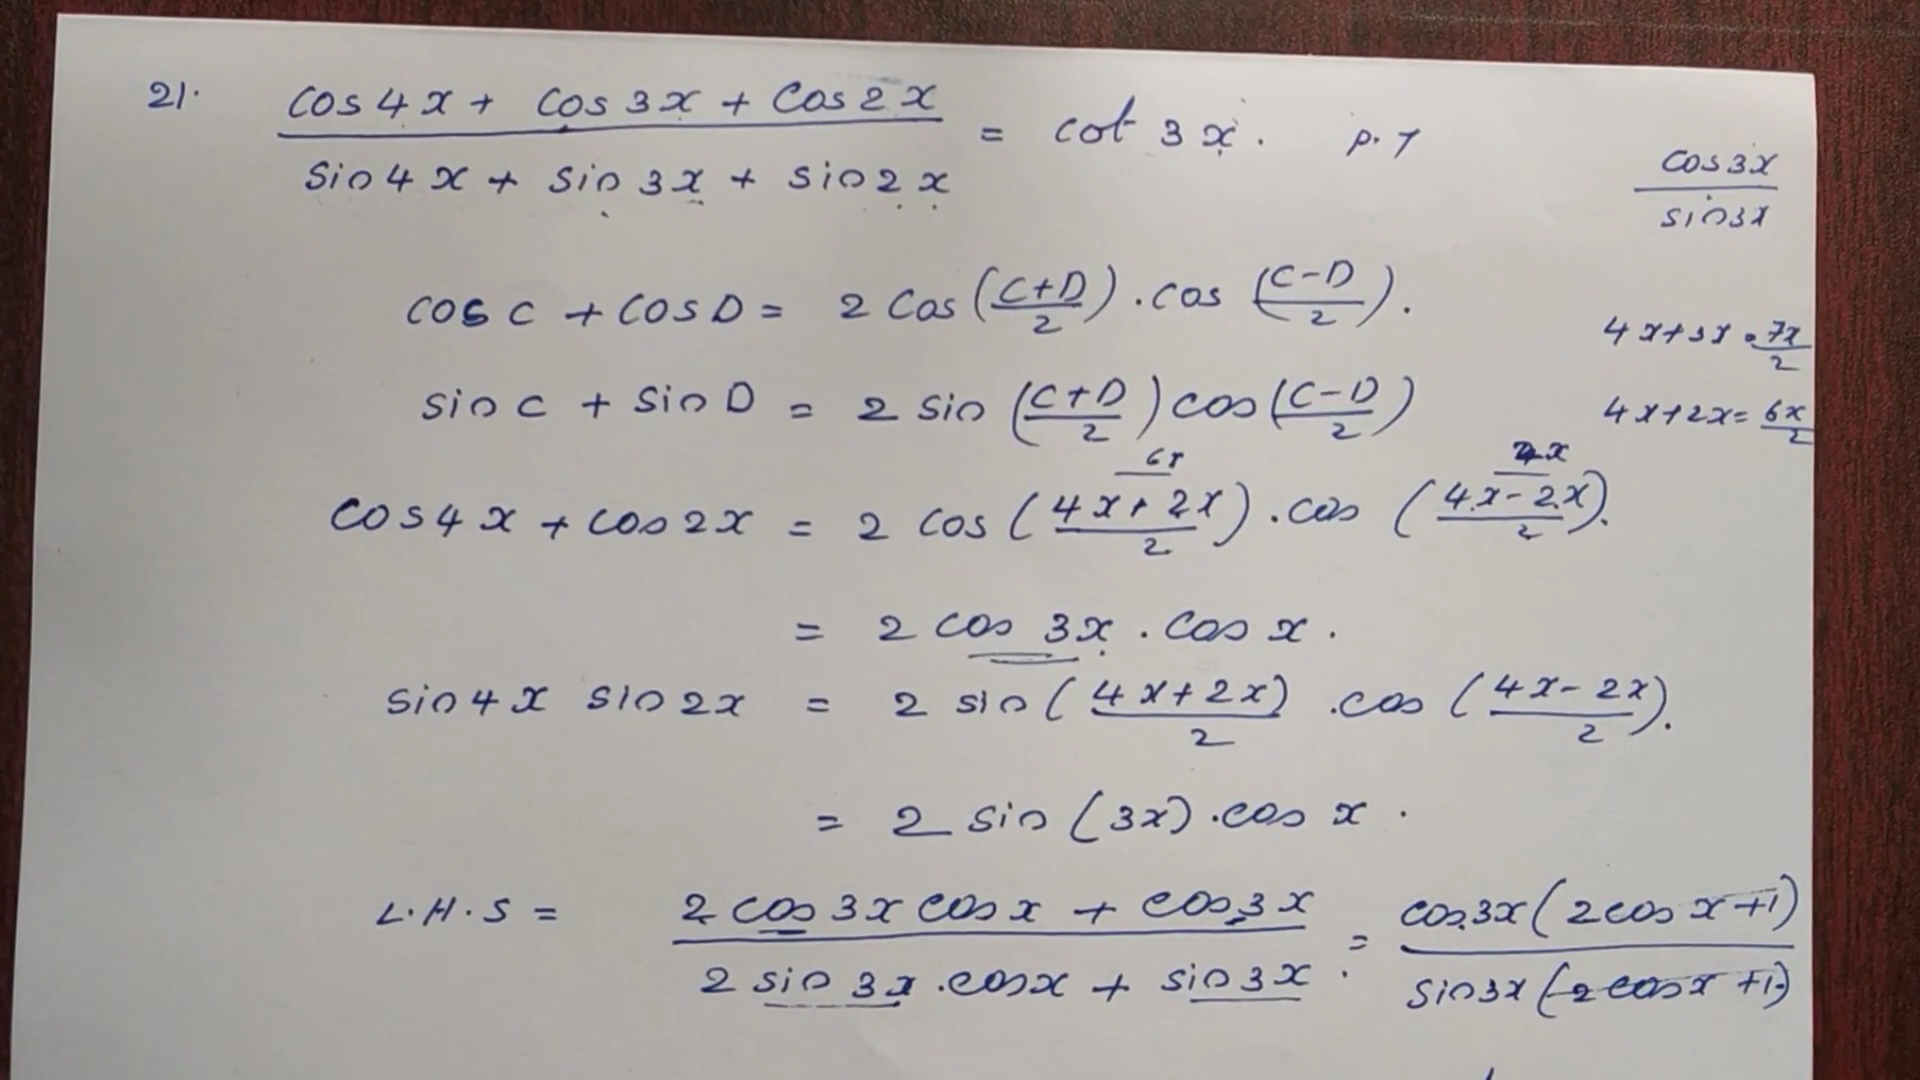 21. (cos 4x + cos 3x + cos 2x) / (sin 4x + sin 3x + sin 2x) = cot 3x. P.T
cos 3x / sin 3x
cos C + cos D = 2 cos ((C+D)/2) . cos ((C-D)/2).
4x+3x = 7x/2
sin C + sin D = 2 sin ((C+D)/2) cos ((C-D)/2)
4x+2x = 6x/2
6x 2x
cos 4x + cos 2x = 2 cos ((4x+2x)/2) . cos ((4x-2x)/2).
= 2 cos 3x . cos x .
sin 4x sin 2x = 2 sin ((4x+2x)/2) . cos ((4x-2x)/2).
= 2 sin (3x) . cos x .
L.H.S = (2 cos 3x cos x + cos 3x) / (2 sin 3x . cos x + sin 3x) = cos 3x (2 cos x +1) / sin 3x (2 cos x +1)